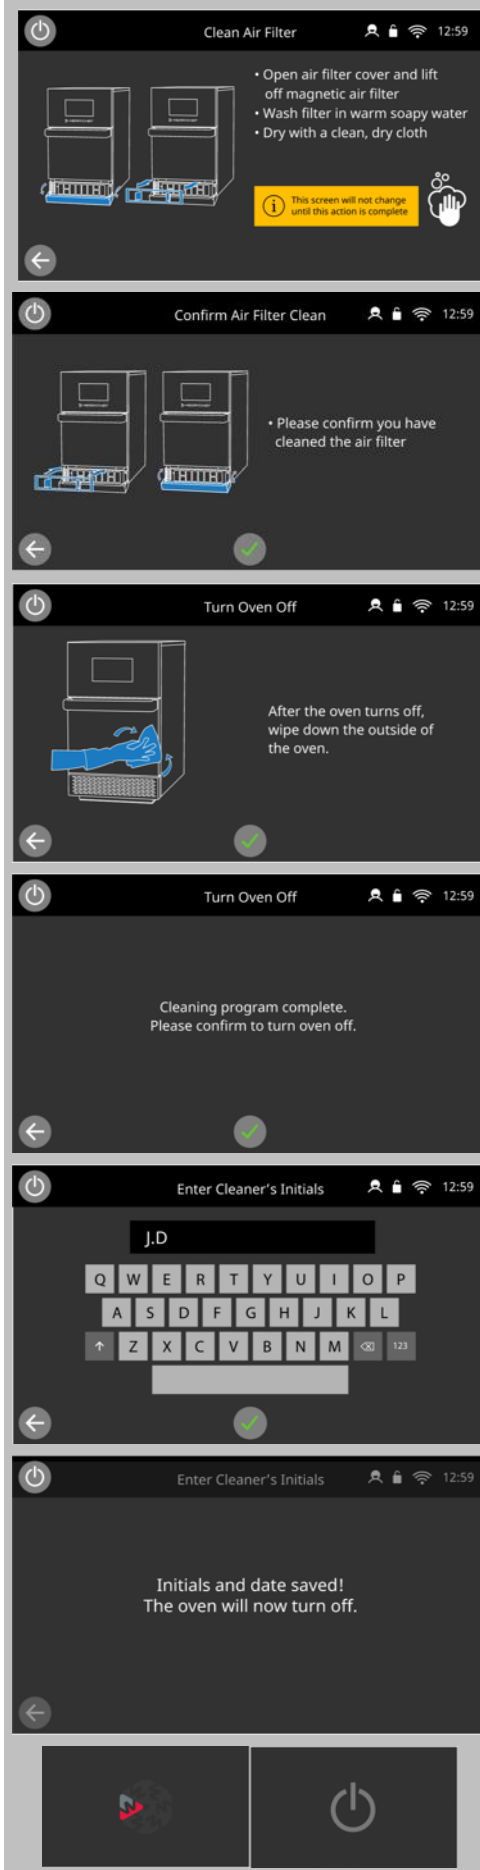 Clean Air Filter 12:59
• Open air filter cover and lift
off magnetic air filter
• Wash filter in warm soapy water
• Dry with a clean, dry cloth
i This screen will not change
until this action is complete
Confirm Air Filter Clean 12:59
• Please confirm you have
cleaned the air filter
Turn Oven Off 12:59
After the oven turns off,
wipe down the outside of
the oven.
Turn Oven Off 12:59
Cleaning program complete.
Please confirm to turn oven off.
Enter Cleaner's Initials 12:59
J.D
Q W E R T Y U I O P
A S D F G H J K L
Z X C V B N M 123
Enter Cleaner's Initials 12:59
Initials and date saved!
The oven will now turn off.